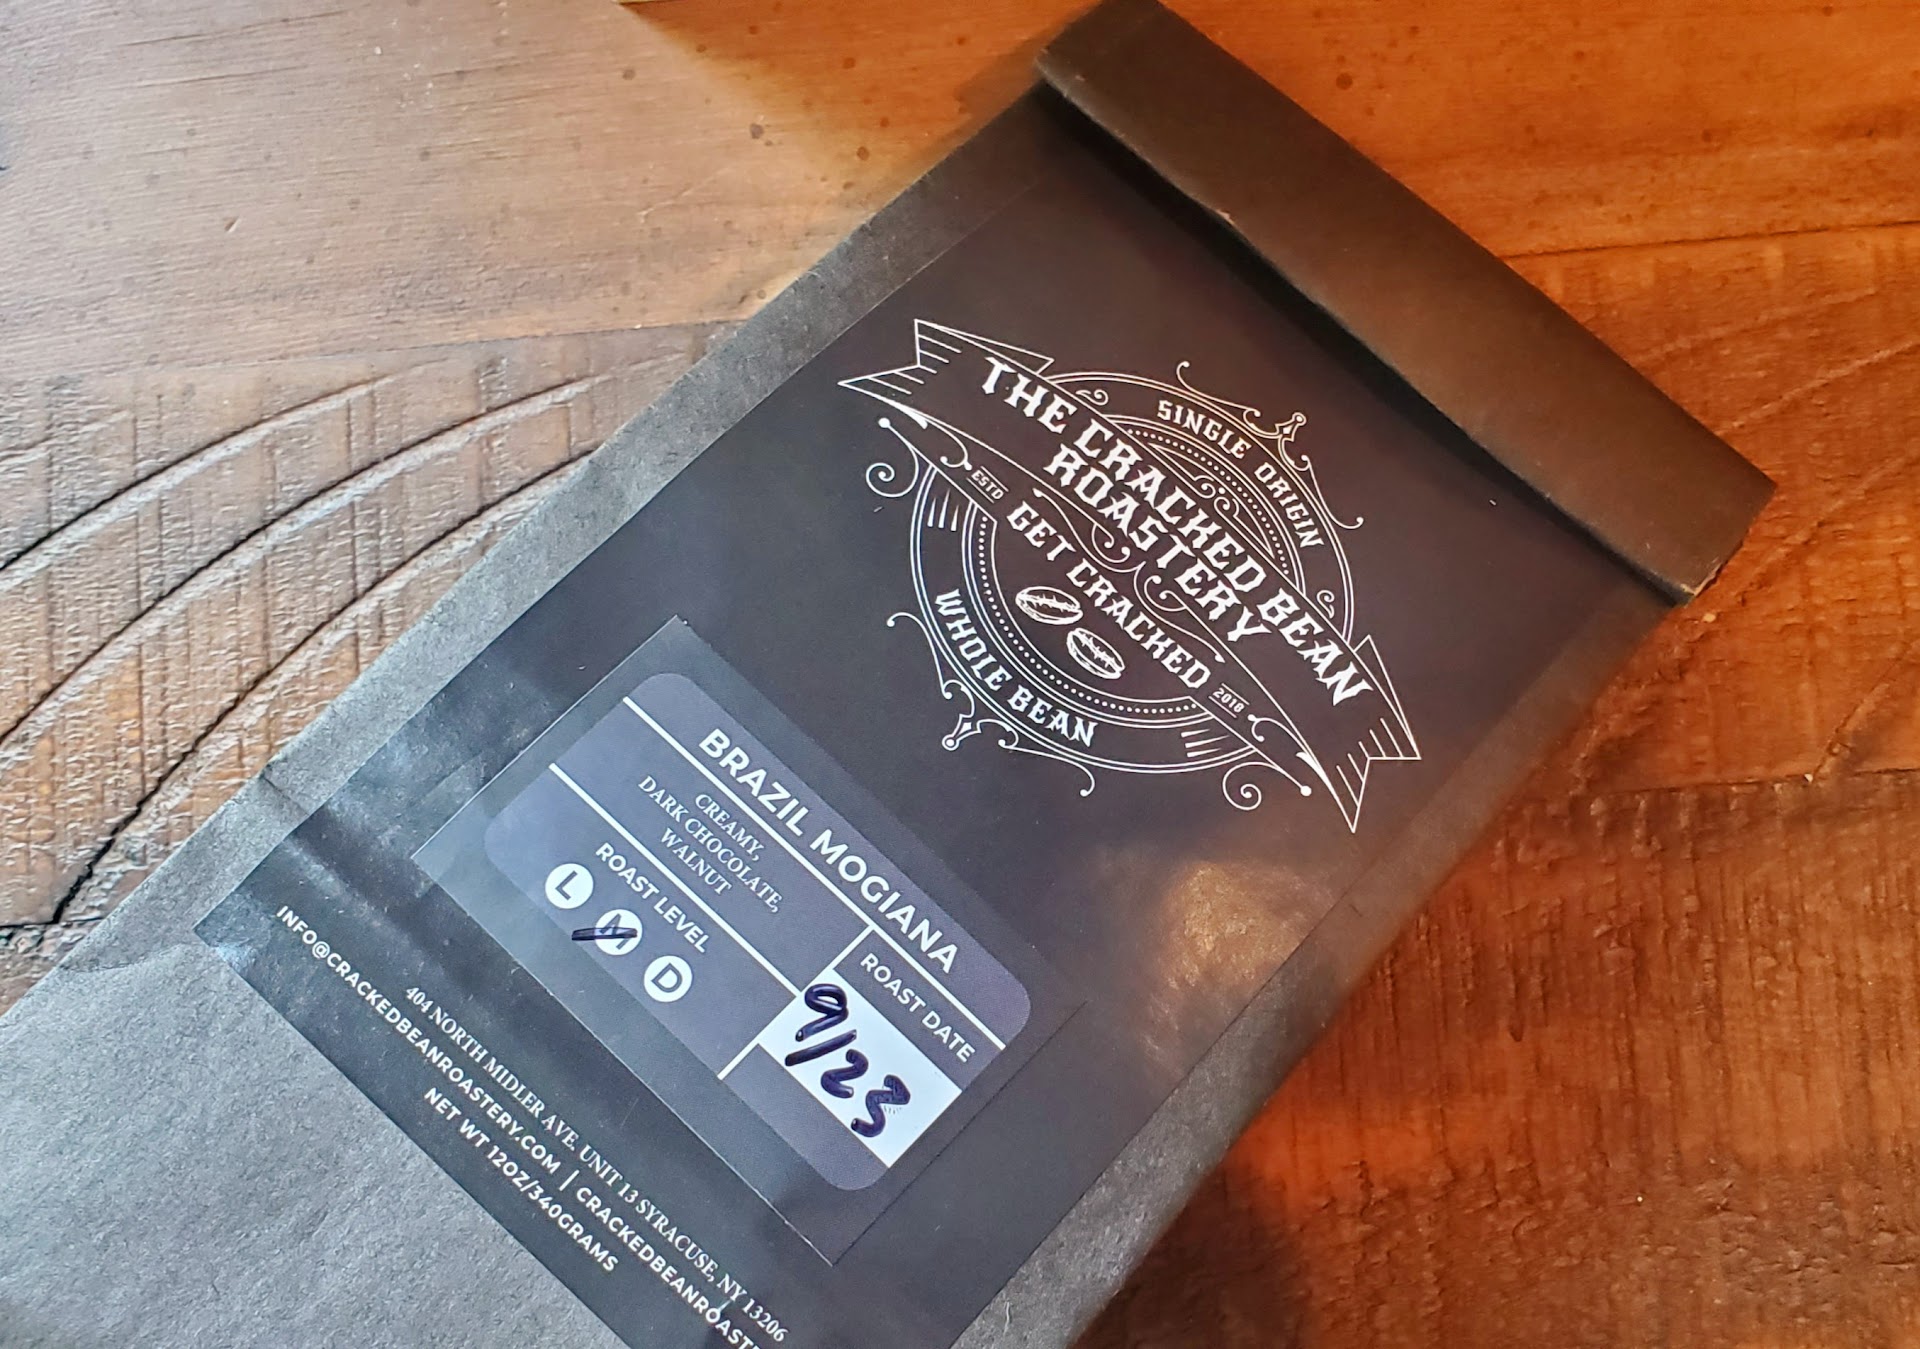 SINGLE ORIGIN
THE CRACKED BEAN
ROASTERY
ESTD
GET CRACKED
2018
WHOLE BEAN
BRAZIL MOGIANA
CREAMY,
DARK CHOCOLATE,
WALNUT
ROAST LEVEL
L M D
ROAST DATE
9/23
404 NORTH MIDLER AVE. UNIT 13 SYRACUSE, NY 13206
INFO@CRACKEDBEANROASTERY.COM | CRACKEDBEANROAST
NET WT 12OZ/340GRAMS